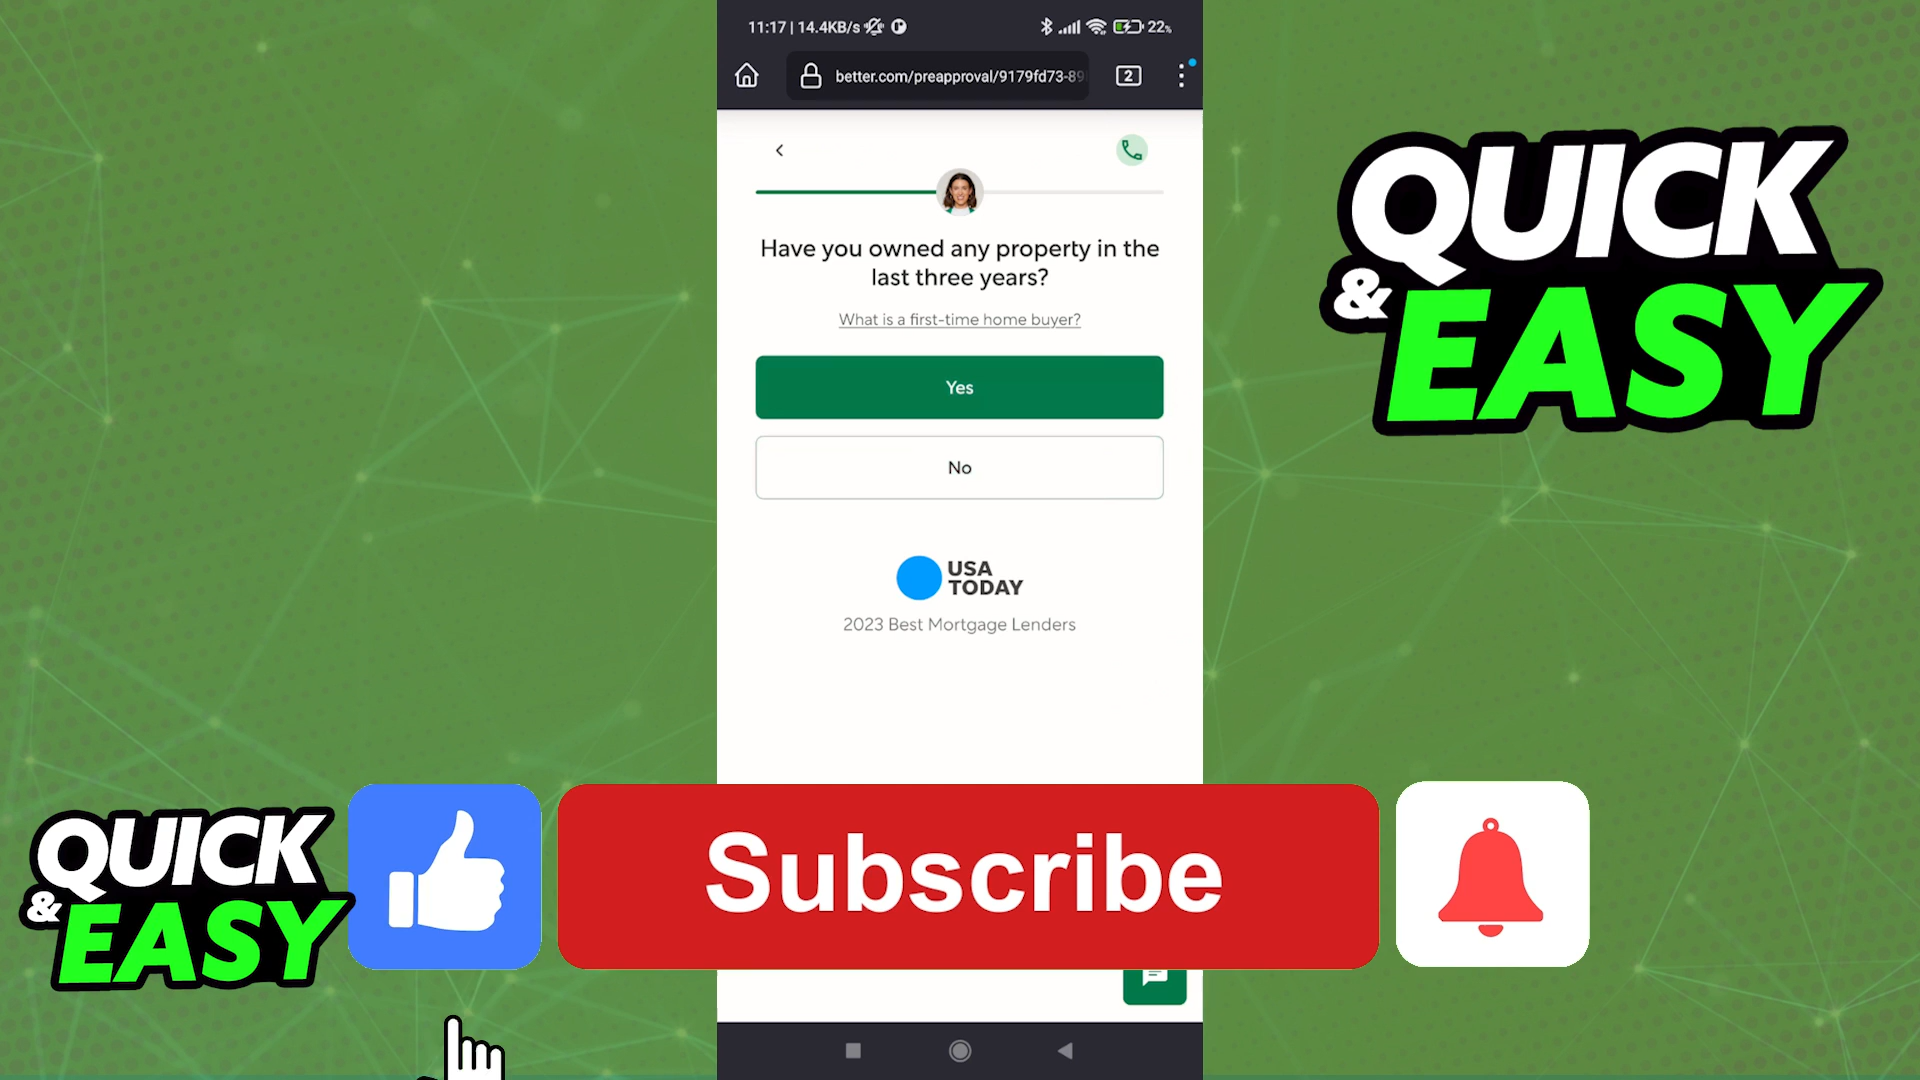 11:17 | 14.4KB/s
22%
better.com/preapproval/9179fd73-89
2
Have you owned any property in the
last three years?
What is a first-time home buyer?
Yes
No
USA
TODAY
2023 Best Mortgage Lenders
QUICK
& EASY
QUICK
& EASY
Subscribe